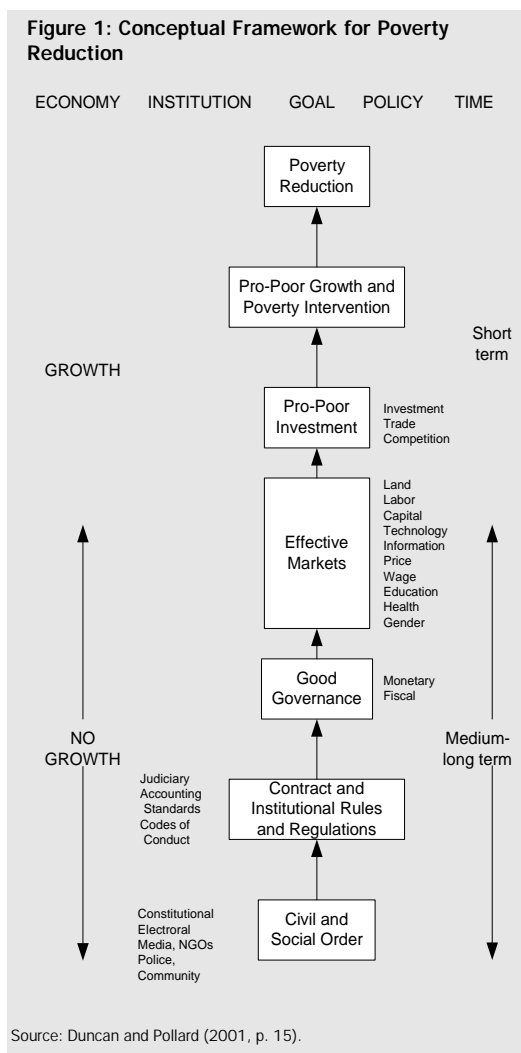 Figure 1: Conceptual Framework for Poverty
Reduction
ECONOMY INSTITUTION GOAL POLICY TIME
Poverty
Reduction
Pro-Poor Growth and
Poverty Intervention
Short
term
GROWTH
Pro-Poor
Investment
Investment
Trade
Competition
Effective
Markets
Land
Labor
Capital
Technology
Information
Price
Wage
Education
Health
Gender
Good
Governance
Monetary
Fiscal
NO
GROWTH
Medium-
long term
Judiciary
Accounting
Standards
Codes of
Conduct
Contract and
Institutional Rules
and Regulations
Constitutional
Electroral
Media, NGOs
Police,
Community
Civil and
Social Order
Source: Duncan and Pollard (2001, p. 15).